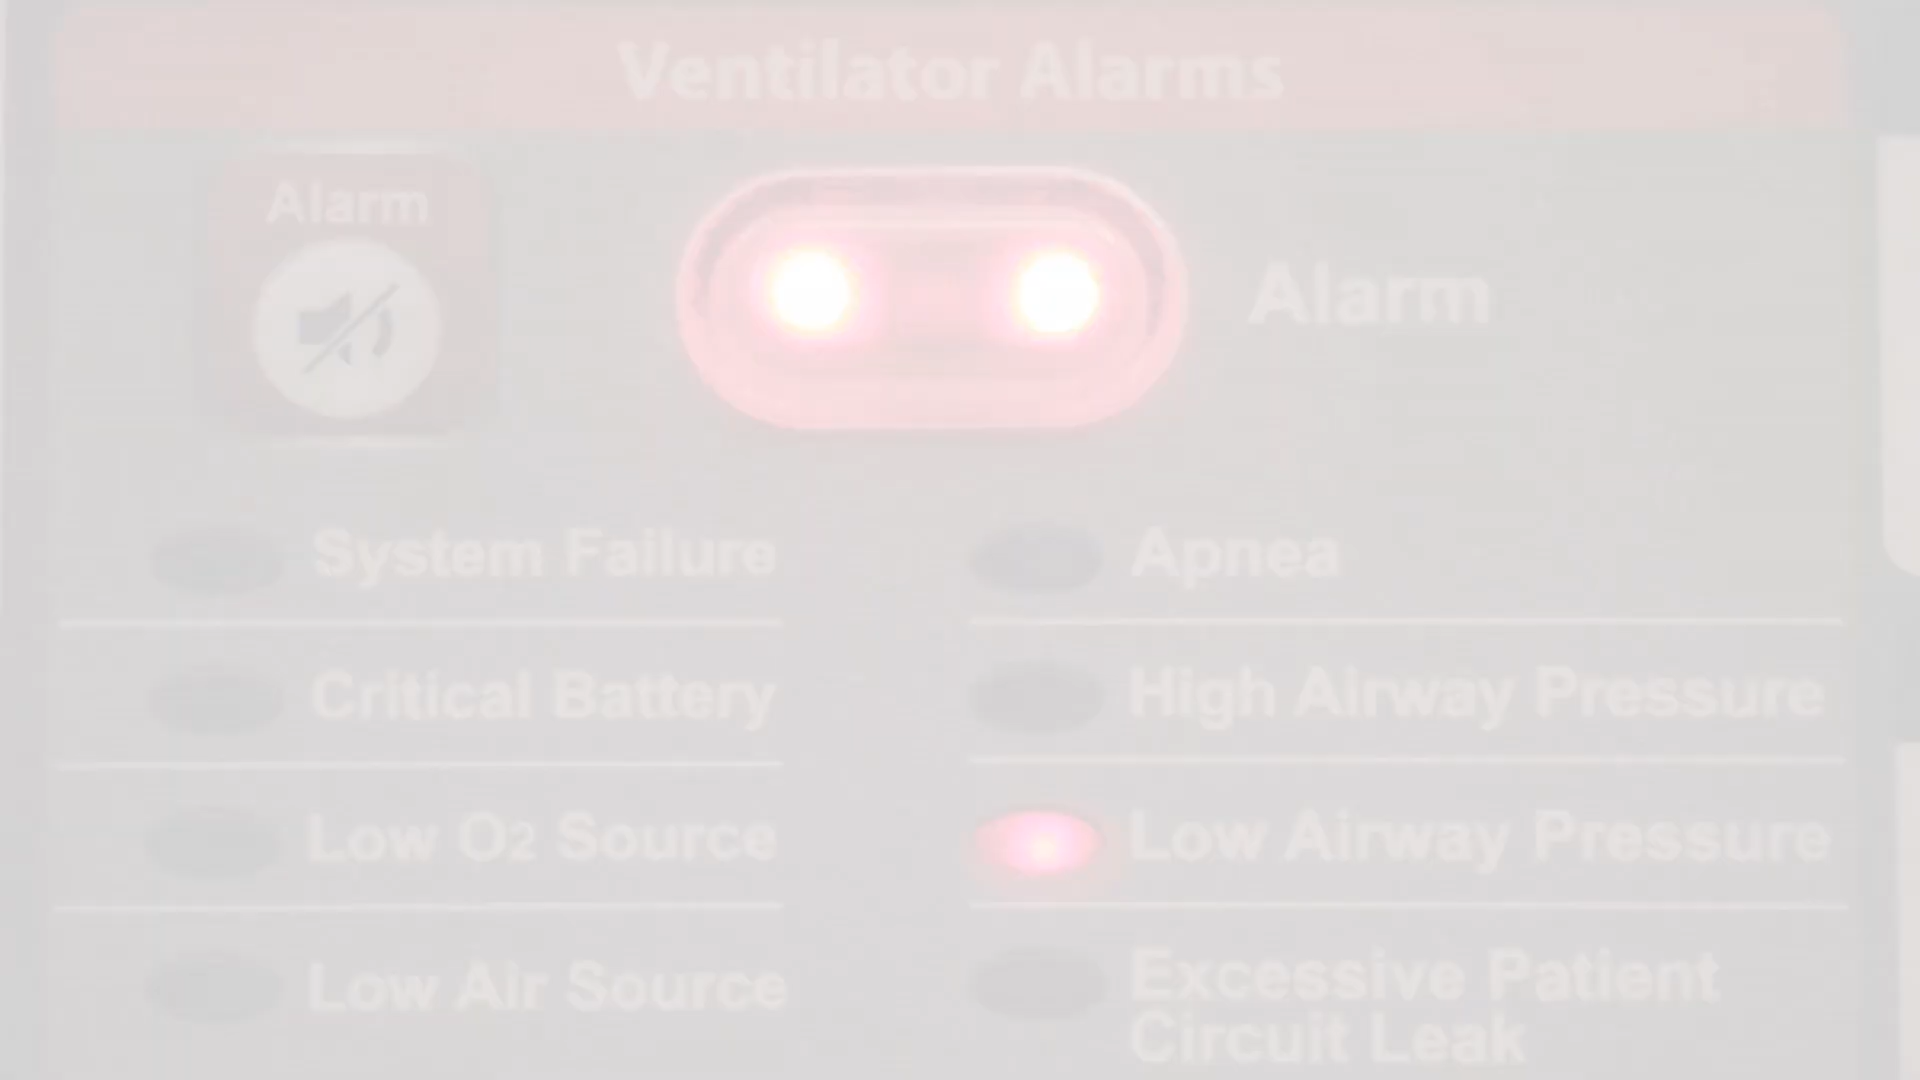 Ventilator Alarms
Alarm
Alarm
System Failure
Apnea
Critical Battery
High Airway Pressure
Low O2 Source
Low Airway Pressure
Low Air Source
Excessive Patient
Circuit Leak